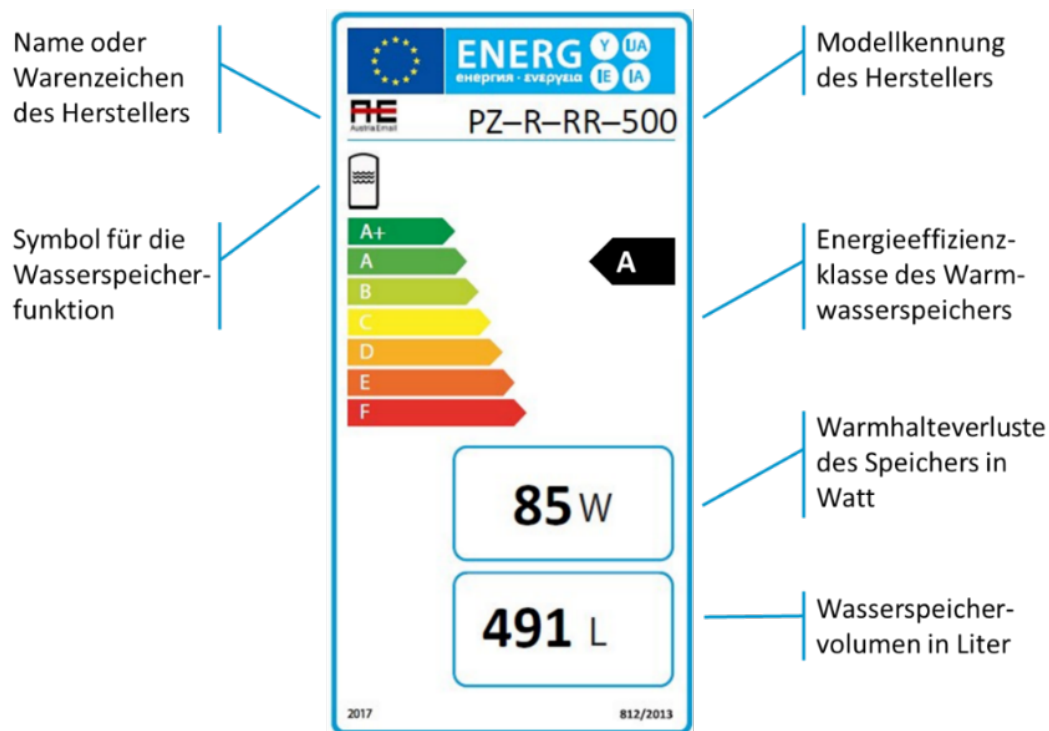 Name oder
Warenzeichen
des Herstellers
Symbol für die
Wasserspeicher-
funktion
ENERG Y IJA
енергия · ενεργεια IE IA
AE
Austria Email
PZ–R–RR–500
A+
A
B
C
D
E
F
A
85 W
491 L
2017
812/2013
Modellkennung
des Herstellers
Energieeffizienz-
klasse des Warm-
wasserspeichers
Warmhalteverluste
des Speichers in
Watt
Wasserspeicher-
volumen in Liter